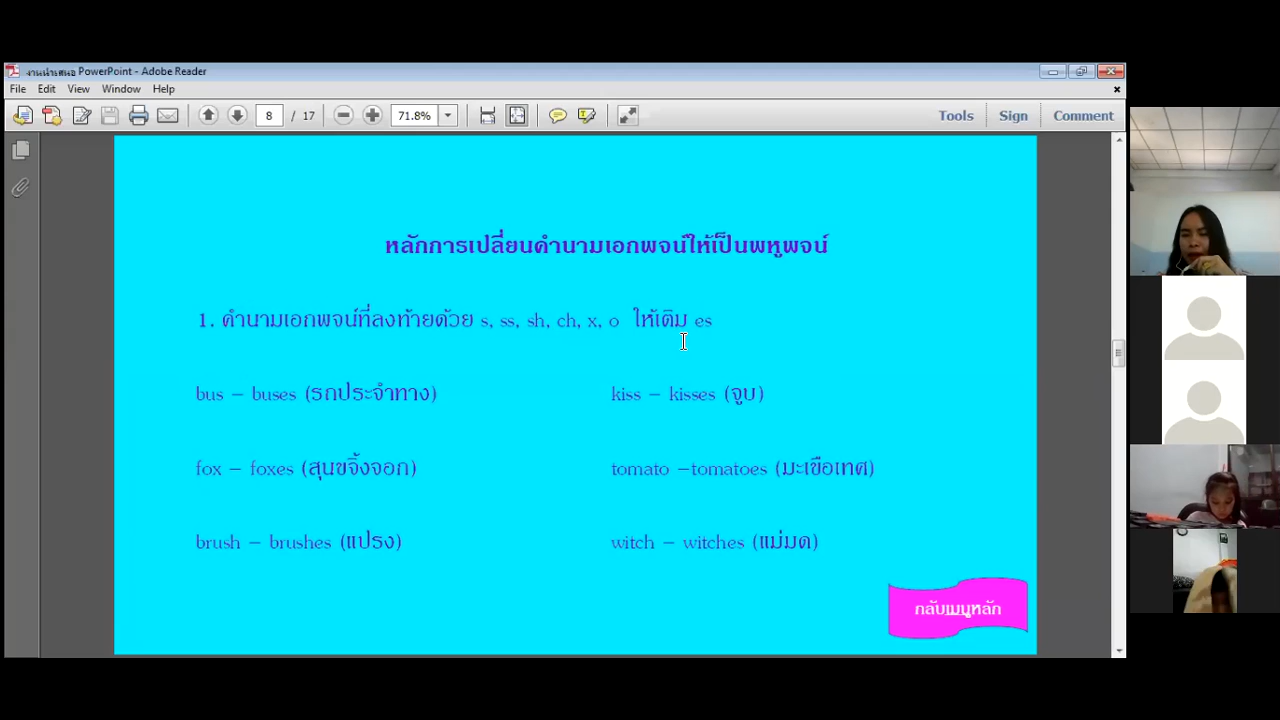 งานนำเสนอ PowerPoint - Adobe Reader
File Edit View Window Help
8 / 17 71.8% Tools Sign Comment
หลักการเปลี่ยนคำนามเอกพจน์ให้เป็นพหูพจน์
1. คำนามเอกพจน์ที่ลงท้ายด้วย s, ss, sh, ch, x, o ให้เติม es
bus – buses (รถประจำทาง)
kiss – kisses (จูบ)
fox – foxes (สุนขจิ้งจอก)
tomato –tomatoes (มะเขือเทศ)
brush – brushes (แปรง)
witch – witches (แม่มด)
กลับเมนูหลัก